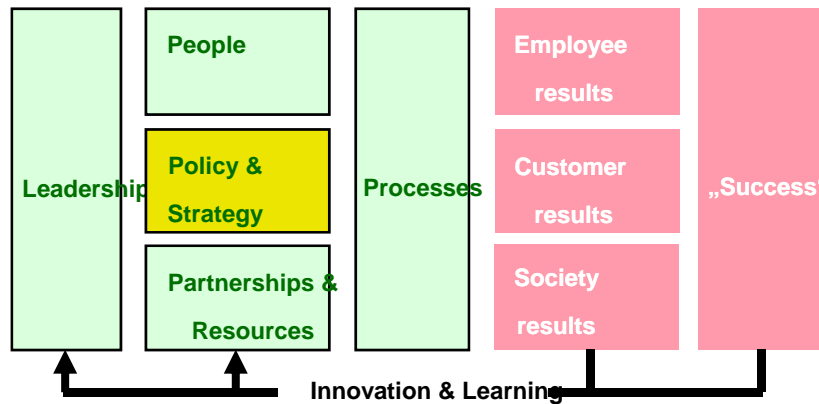 Leadership
People
Policy &
Strategy
Partnerships &
Resources
Processes
Employee
results
Customer
results
Society
results
„Success“
Innovation & Learning